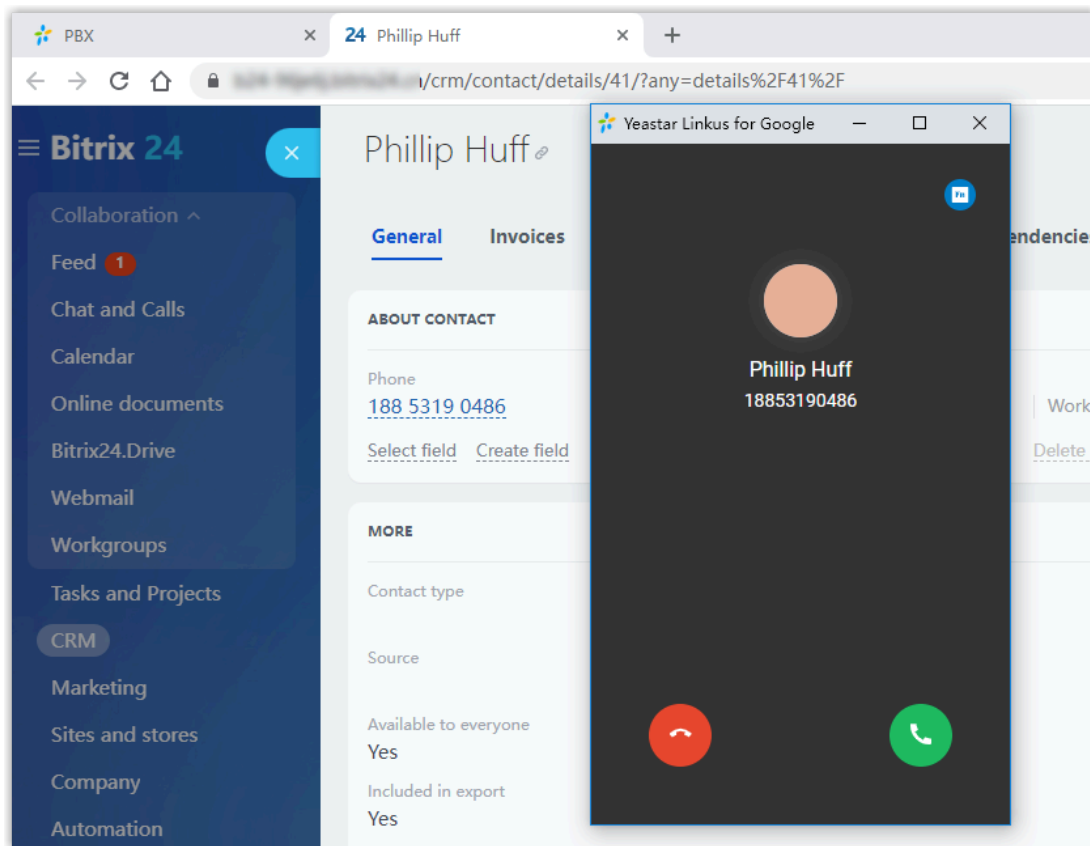 PBX
24 Phillip Huff
/crm/contact/details/41/?any=details%2F41%2F
Bitrix 24
Collaboration
Feed 1
Chat and Calls
Calendar
Online documents
Bitrix24.Drive
Webmail
Workgroups
Tasks and Projects
CRM
Marketing
Sites and stores
Company
Automation
Phillip Huff
General Invoices
endencie
ABOUT CONTACT
Phone
188 5319 0486
Select field Create field
Work
Delete
MORE
Contact type
Source
Available to everyone
Yes
Included in export
Yes
Yeastar Linkus for Google
Fn
Phillip Huff
18853190486